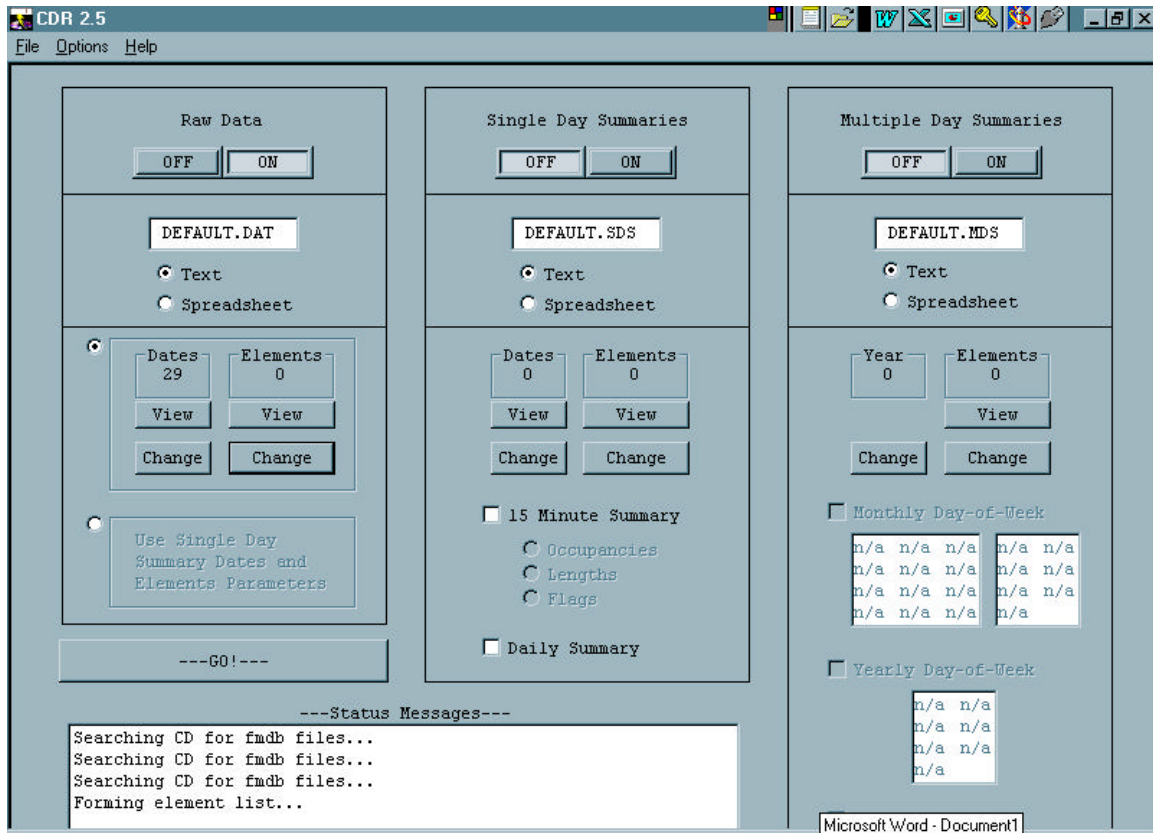 CDR 2.5
File Options Help
Raw Data
OFF ON
DEFAULT.DAT
Text
Spreadsheet
Dates Elements
29 0
View View
Change Change
Use Single Day
Summary Dates and
Elements Parameters
---GO!---
Single Day Summaries
OFF ON
DEFAULT.SDS
Text
Spreadsheet
Dates Elements
0 0
View View
Change Change
15 Minute Summary
Occupancies
Lengths
Flags
Daily Summary
Multiple Day Summaries
OFF ON
DEFAULT.MDS
Text
Spreadsheet
Year Elements
0 0
View
Change Change
Monthly Day-of-Week
n/a n/a n/a n/a n/a
n/a n/a n/a n/a n/a
n/a n/a n/a n/a n/a
n/a n/a n/a n/a
Yearly Day-of-Week
n/a n/a
n/a n/a
n/a n/a
n/a
---Status Messages---
Searching CD for fmdb files...
Searching CD for fmdb files...
Searching CD for fmdb files...
Forming element list...
Microsoft Word - Document1